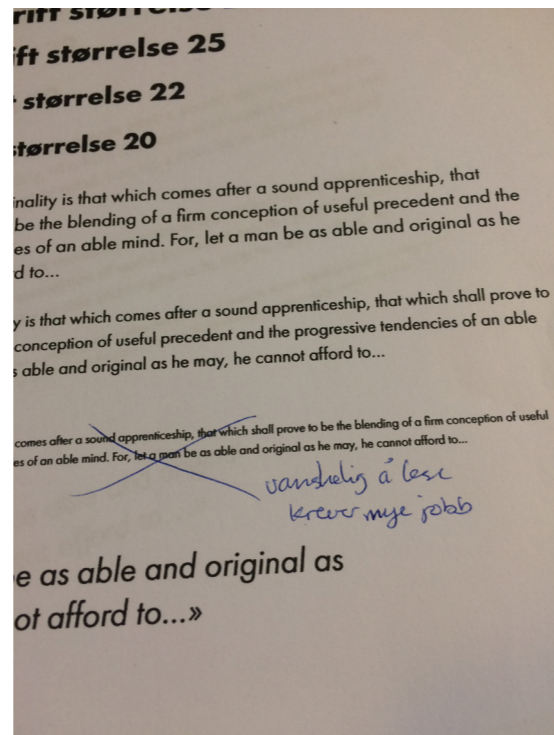 rift størrelse
ift størrelse 25
t størrelse 22
størrelse 20
inality is that which comes after a sound apprenticeship, that
be the blending of a firm conception of useful precedent and the
es of an able mind. For, let a man be as able and original as he
d to...
y is that which comes after a sound apprenticeship, that which shall prove to
conception of useful precedent and the progressive tendencies of an able
s able and original as he may, he cannot afford to...
comes after a sound apprenticeship, that which shall prove to be the blending of a firm conception of useful
es of an able mind. For, let a man be as able and original as he may, he cannot afford to...
vanskelig å lese
krever mye jobb
e as able and original as
ot afford to...»